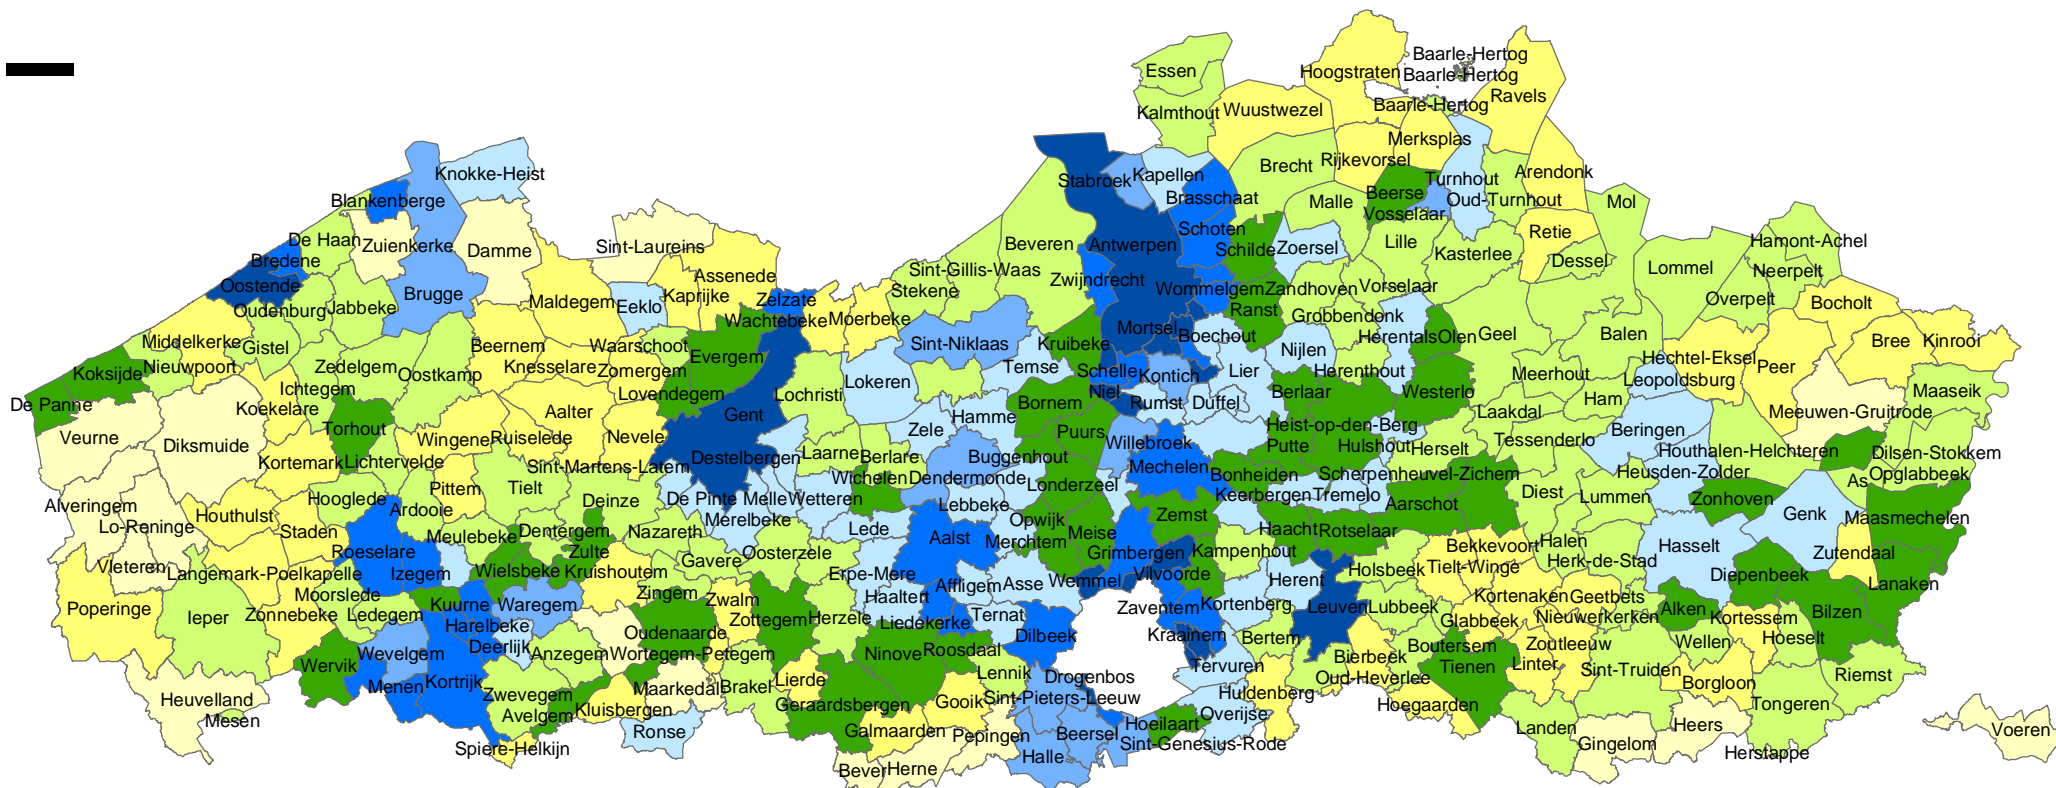 Baarle-Hertog
Essen
Hoogstraten
Baarle-Hertog
Ravels
Kalmthout
Wuustwezel
Baarle-Hertog
Merksplas
Knokke-Heist
Stabroek
Kapellen
Brecht
Rijkevorsel
Turnhout
Arendonk
Blankenberge
Brasschaat
Malle
Beerse
Vosselaar
Oud-Turnhout
Mol
De Haan
Zuienkerke
Damme
Sint-Laureins
Beveren
Antwerpen
Schoten
Schilde
Zoersel
Lille
Kasterlee
Retie
Dessel
Hamont-Achel
Bredene
Oostende
Brugge
Assenede
Kaprijke
Sint-Gillis-Waas
Stekene
Zwijndrecht
Wommelgem
Zandhoven
Vorselaar
Lommel
Neerpelt
Overpelt
Bocholt
Oudenburg
Jabbeke
Maldegem
Eeklo
Zelzate
Wachtebeke
Moerbeke
Ranst
Grobbendonk
Middelkerke
Nieuwpoort
Gistel
Zedelgem
Oostkamp
Beernem
Knesselare
Waarschoot
Zomergem
Evergem
Lovendegem
Sint-Niklaas
Kruibeke
Mortsel
Boechout
Nijlen
Herentals
Olen
Geel
Balen
Bree
Kinrooi
Koksijde
De Panne
Ichtegem
Koekelare
Torhout
Aalter
Lochristi
Lokeren
Temse
Schelle
Niel
Kontich
Lier
Herenthout
Berlaar
Westerlo
Meerhout
Hechtel-Eksel
Leopoldsburg
Peer
Ham
Maaseik
Meeuwen-Gruitrode
Veurne
Diksmuide
Kortemark
Lichtervelde
Wingene
Ruiselede
Nevele
Gent
Hamme
Zele
Bornem
Puurs
Rumst
Duffel
Willebroek
Heist-op-den-Berg
Putte
Hulshout
Herselt
Laakdal
Tessenderlo
Beringen
Houthalen-Helchteren
Heusden-Zolder
Dilsen-Stokkem
Opglabbeek
As
Sint-Martens-Latem
Destelbergen
Laarne
Berlare
Wichelen
Buggenhout
Dendermonde
Londerzeel
Mechelen
Bonheiden
Keerbergen
Tremelo
Scherpenheuvel-Zichem
Aarschot
Diest
Lummen
Zonhoven
Genk
Maasmechelen
Alveringem
Lo-Reninge
Houthulst
Staden
Hooglede
Ardooie
Pittem
Tielt
Deinze
De Pinte
Melle
Merelbeke
Wetteren
Lede
Lebbeke
Opwijk
Merchtem
Meise
Zemst
Haacht
Rotselaar
Vleteren
Langemark-Poelkapelle
Roeselare
Izegem
Meulebeke
Dentergem
Zulte
Wielsbeke
Kruishoutem
Nazareth
Gavere
Oosterzele
Aalst
Grimbergen
Kampenhout
Bekkevoort
Tielt-Winge
Halen
Herk-de-Stad
Hasselt
Zutendaal
Diepenbeek
Lanaken
Poperinge
Ieper
Zonnebeke
Moorslede
Ledegem
Kuurne
Harelbeke
Deerlijk
Waregem
Zingem
Zwalm
Zottegem
Herzele
Erpe-Mere
Haaltert
Affligem
Asse
Wemmel
Vilvoorde
Herent
Holsbeek
Kortenaken
Geetbets
Nieuwerkerken
Alken
Kortessem
Bilzen
Hoeselt
Wervik
Wevelgem
Menen
Kortrijk
Anzegem
Oudenaarde
Wortegem-Petegem
Liedekerke
Ternat
Dilbeek
Zaventem
Kraainem
Kortenberg
Leuven
Lubbeek
Bertem
Glabbeek
Boutersem
Tienen
Linter
Zoutleeuw
Wellen
Sint-Truiden
Heuvelland
Mesen
Zwevegem
Avelgem
Kluisbergen
Maarkedal
Brakel
Lierde
Geraardsbergen
Ninove
Roosdaal
Lennik
Gooik
Drogenbos
Sint-Pieters-Leeuw
Tervuren
Huldenberg
Bierbeek
Oud-Heverlee
Hoegaarden
Borgloon
Riemst
Tongeren
Spiere-Helkijn
Ronse
Galmaarden
Pepingen
Beersel
Halle
Hoeilaart
Overijse
Sint-Genesius-Rode
Landen
Gingelom
Heers
Herstappe
Voeren
Bever
Herne